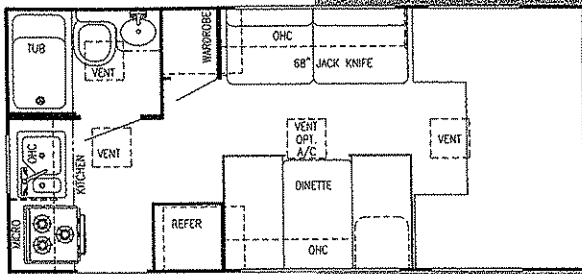 TUB
VENT
WARDROBE
OHC
68" JACK KNIFE
OHC
KITCHEN
VENT
VENT
OPT.
A/C
VENT
MICRO
REFER
DINETTE
OHC